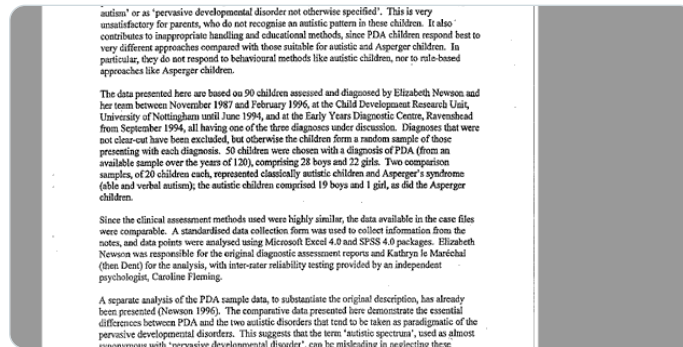 autism' or as 'pervasive developmental disorder not otherwise specified'. This is very
unsatisfactory for parents, who do not recognise an autistic pattern in these children. It also
contributes to inappropriate handling and educational methods, since PDA children respond best to
very different approaches compared with those suitable for autistic and Asperger children. In
particular, they do not respond to behavioural methods like autistic children, nor to rule-based
approaches like Asperger children.
The data presented here are based on 90 children assessed and diagnosed by Elizabeth Newson and
her team between November 1987 and February 1996, at the Child Development Research Unit,
University of Nottingham until June 1994, and at the Early Years Diagnostic Centre, Ravenshead
from September 1994, all having one of the three diagnoses under discussion. Diagnoses that were
not clear-cut have been excluded, but otherwise the children form a random sample of those
presenting with each diagnosis. 50 children were chosen with a diagnosis of PDA (from an
available sample over the years of 120), comprising 28 boys and 22 girls. Two comparison
samples, of 20 children each, represented classically autistic children and Asperger's syndrome
(able and verbal autism); the autistic children comprised 19 boys and 1 girl, as did the Asperger
children.
Since the clinical assessment methods used were highly similar, the data available in the case files
were comparable. A standardised data collection form was used to collect information from the
notes, and data points were analysed using Microsoft Excel 4.0 and SPSS 4.0 packages. Elizabeth
Newson was responsible for the original diagnostic assessment reports and Kathryn le Maréchal
(then Dent) for the analysis, with inter-rater reliability testing provided by an independent
psychologist, Caroline Fleming.
A separate analysis of the PDA sample data, to substantiate the original description, has already
been presented (Newson 1996). The comparative data presented here demonstrate the essential
differences between PDA and the two autistic disorders that tend to be taken as paradigmatic of the
pervasive developmental disorders. This suggests that the term 'autistic spectrum', used as almost
synonymous with 'pervasive developmental disorder', can be misleading in neglecting these